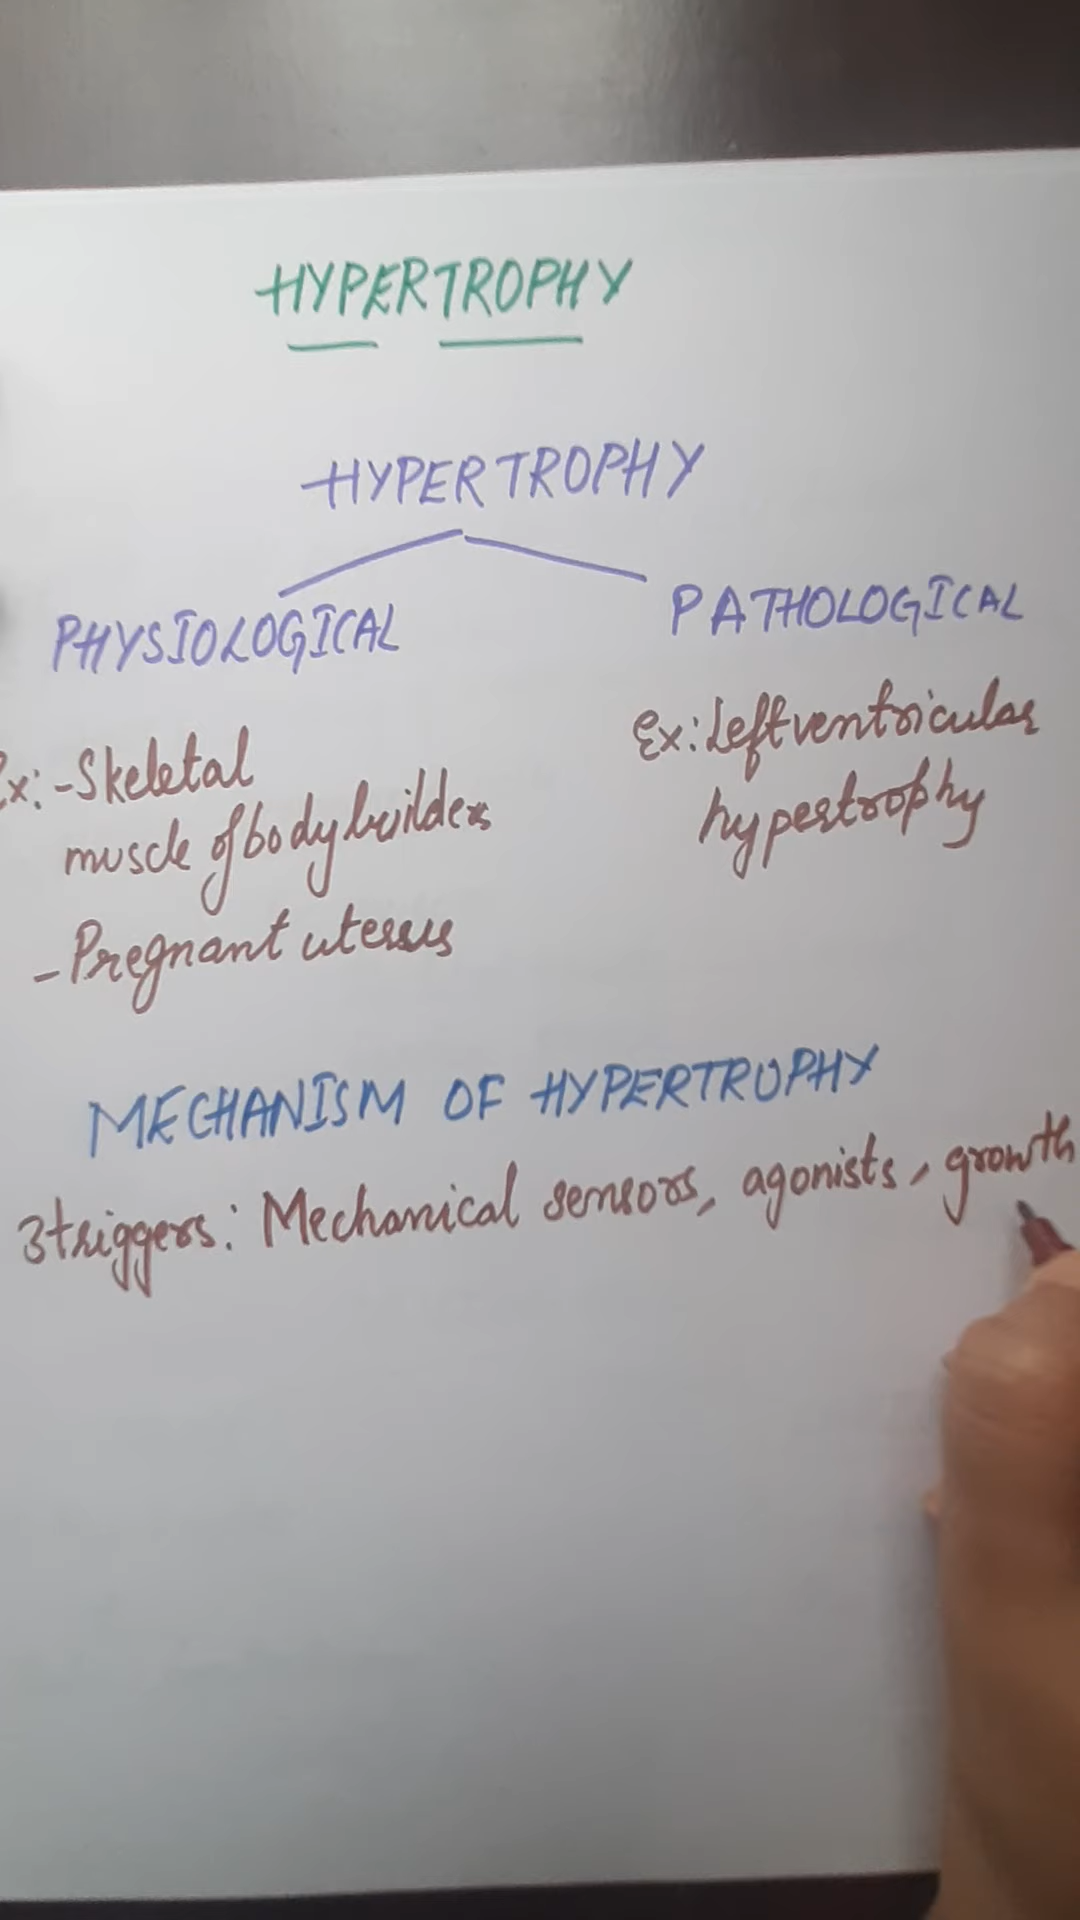 HYPERTROPHY
HYPERTROPHY
PHYSIOLOGICAL
PATHOLOGICAL
Ex: -Skeletal
muscle of bodybuilders
-Pregnant uterus
Ex: Left ventricular
hypertrophy
MECHANISM OF HYPERTROPHY
3 triggers: Mechanical sensors, agonists, growth